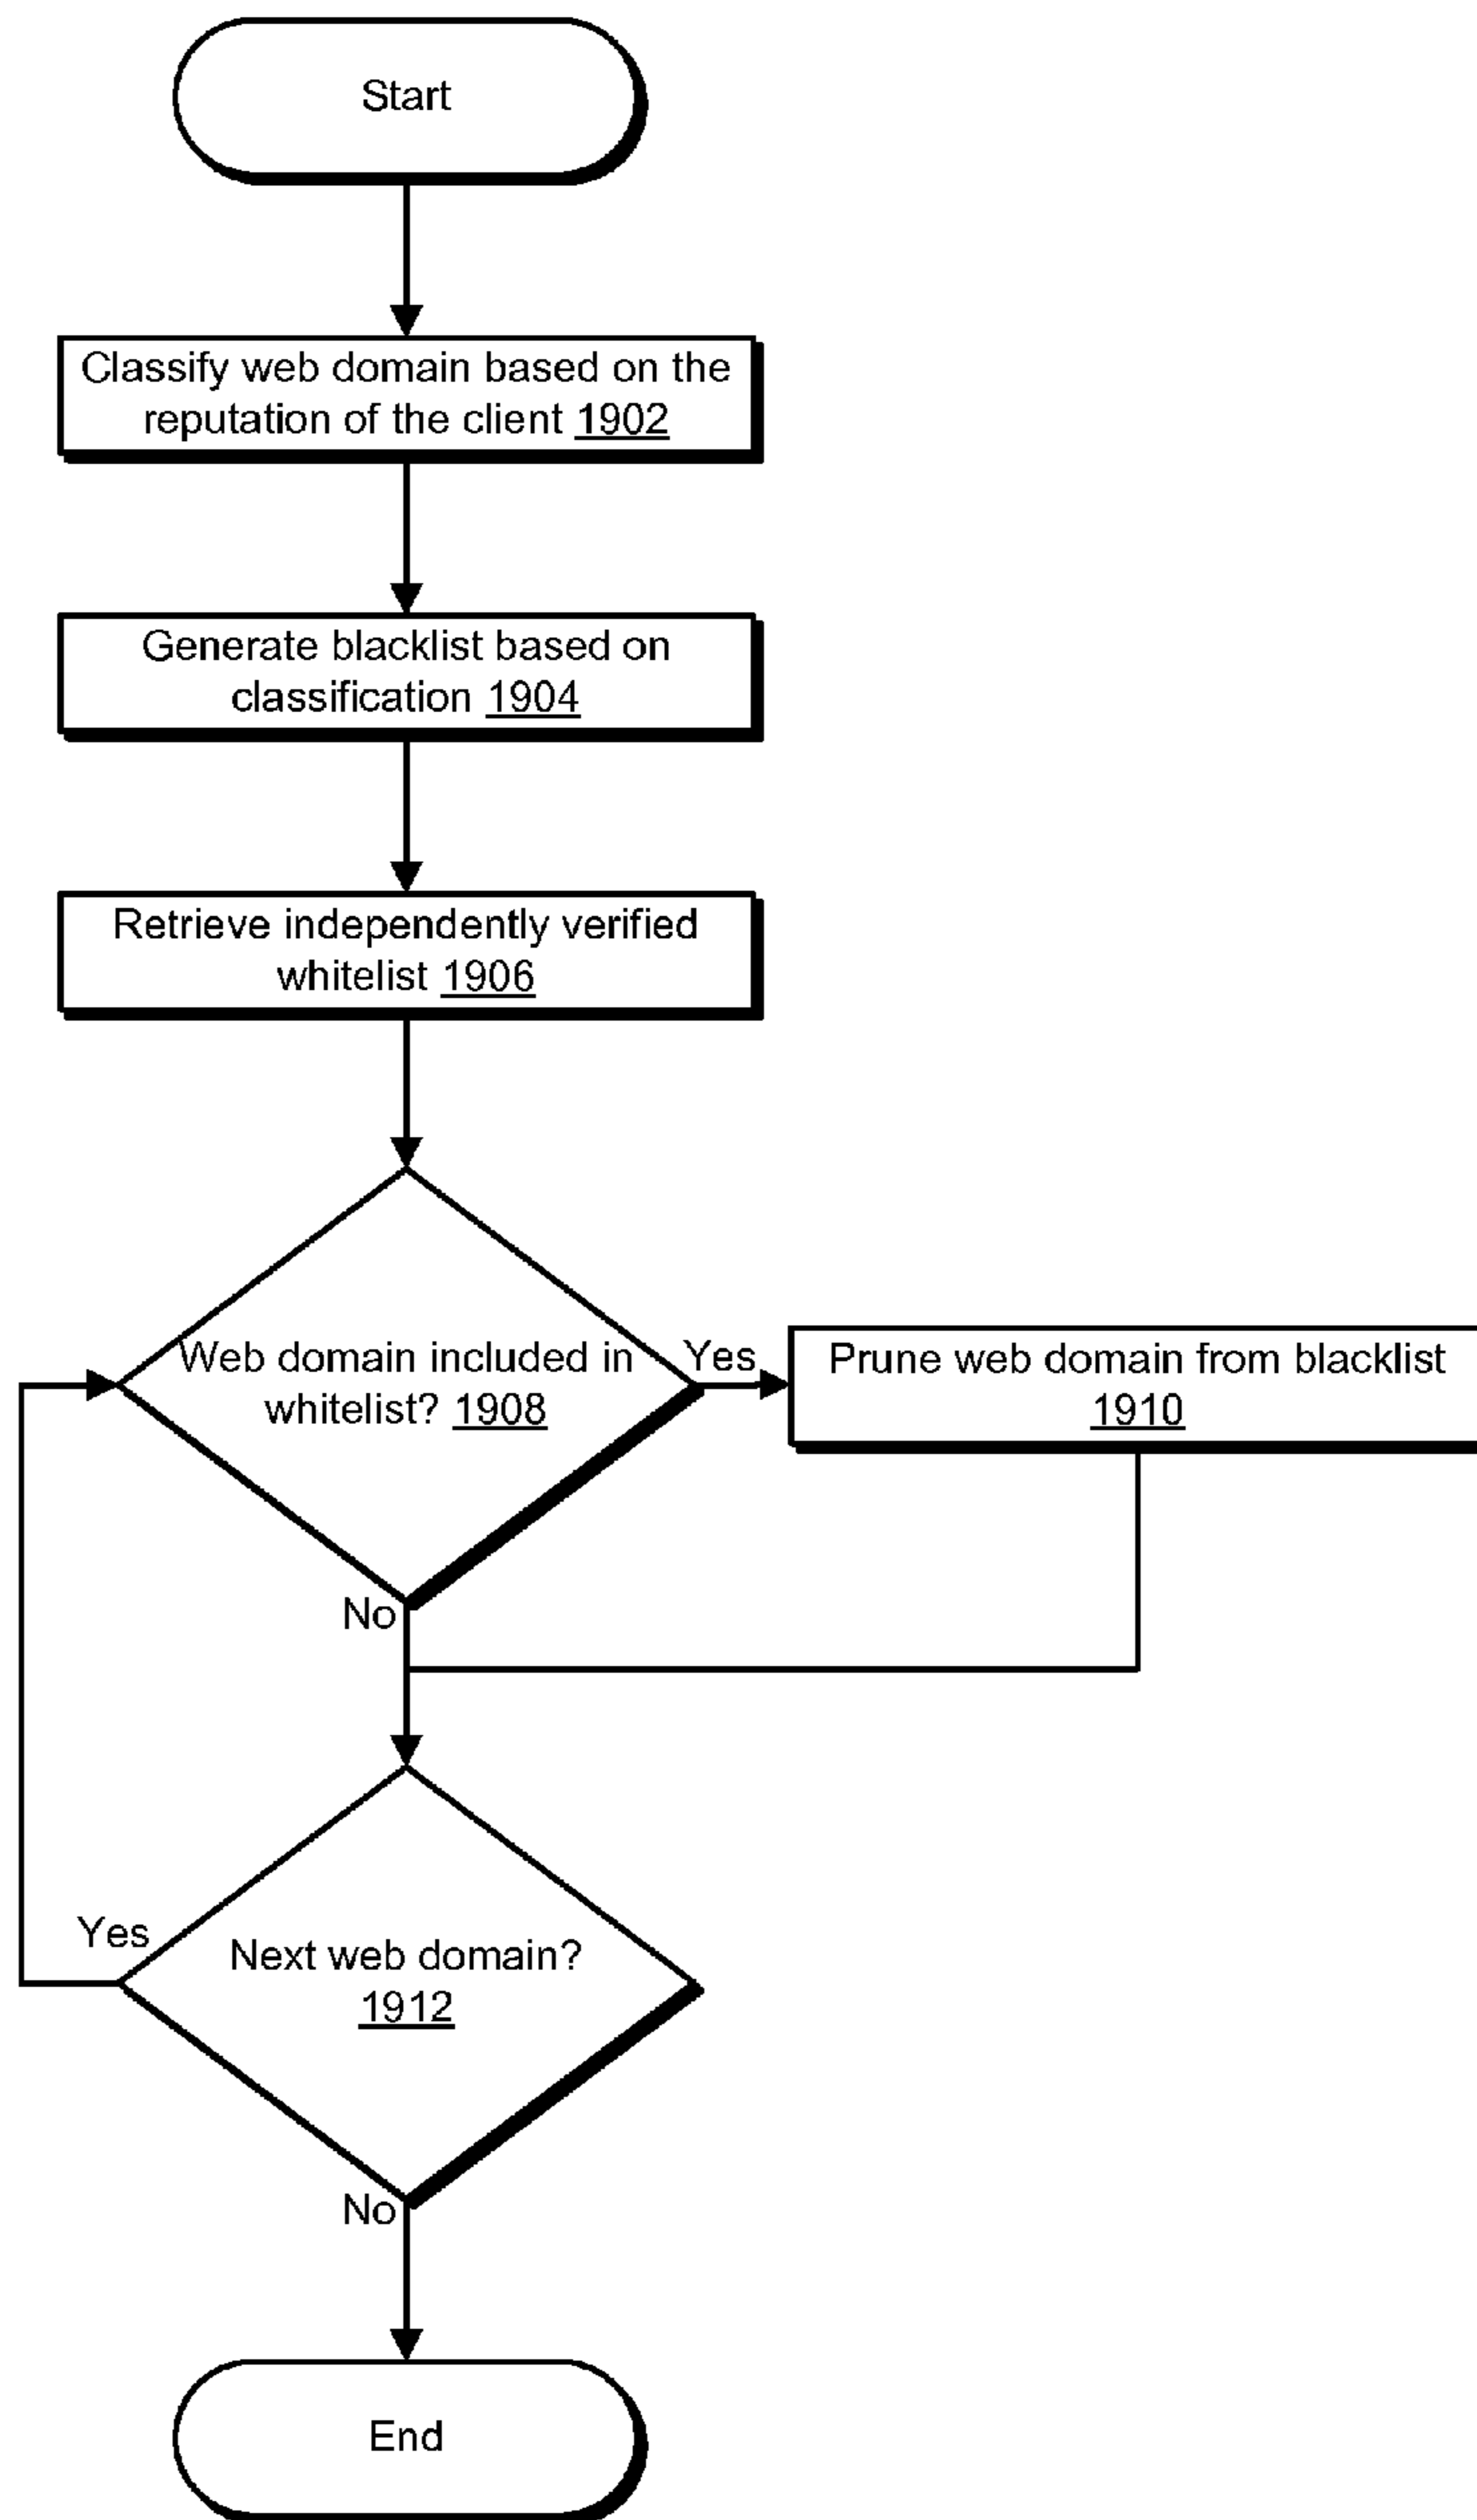 Start
Classify web domain based on the
reputation of the client 1902
Generate blacklist based on
classification 1904
Retrieve independently verified
whitelist 1906
Web domain included in
whitelist? 1908
Yes
Prune web domain from blacklist
1910
No
Yes
Next web domain?
1912
No
End